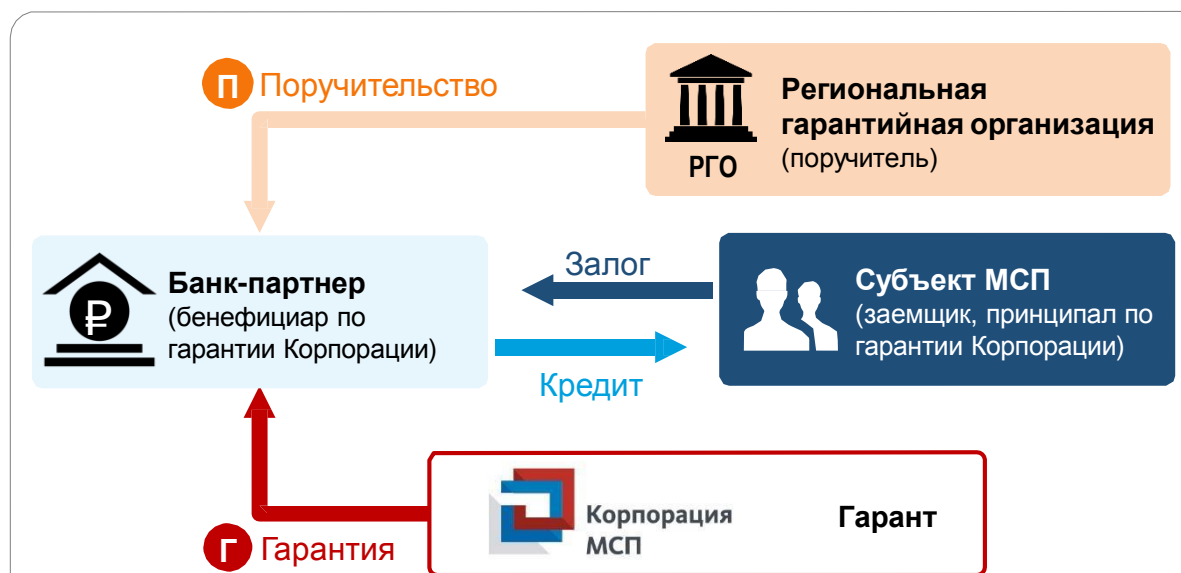 П Поручительство
Региональная
гарантийная организация
(поручитель)
РГО
Банк-партнер
(бенефициар по
гарантии Корпорации)
₽
Залог
Кредит
Субъект МСП
(заемщик, принципал по
гарантии Корпорации)
Корпорация
МСП
Гарант
Г Гарантия